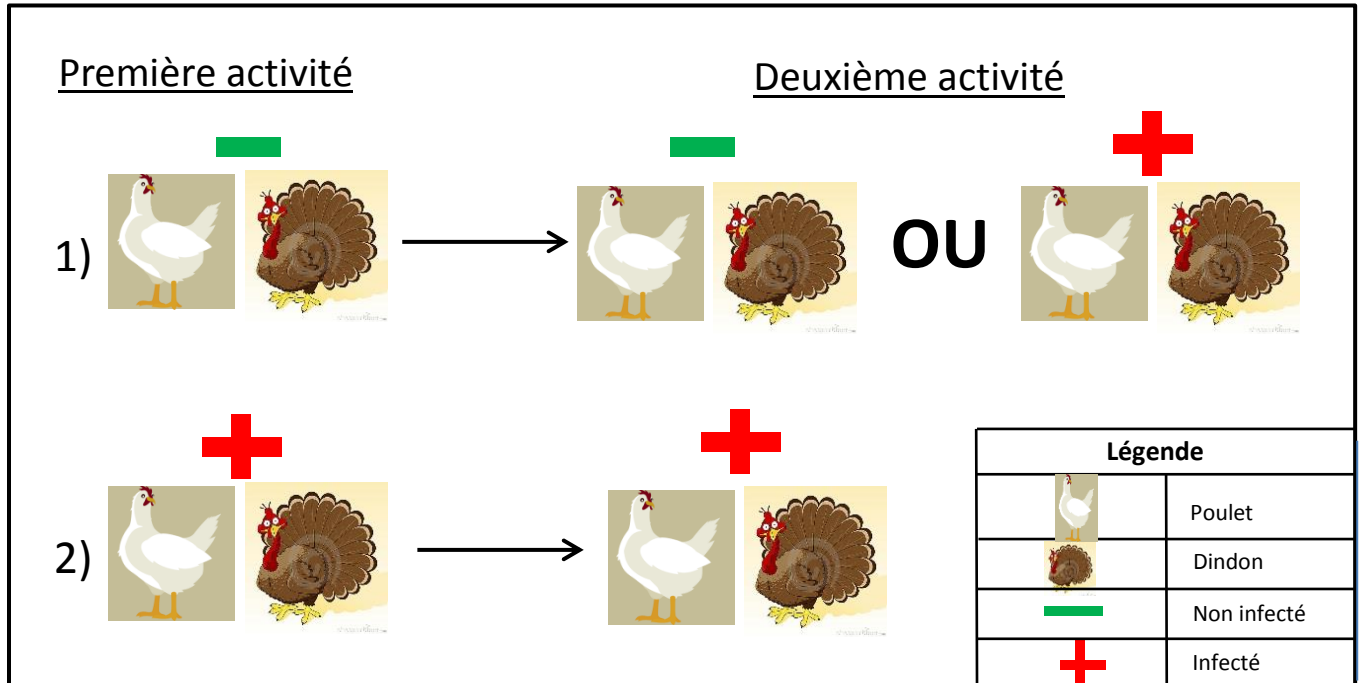 Première activité
Deuxième activité
1)
OU
2)
Légende
Poulet
Dindon
Non infecté
Infecté